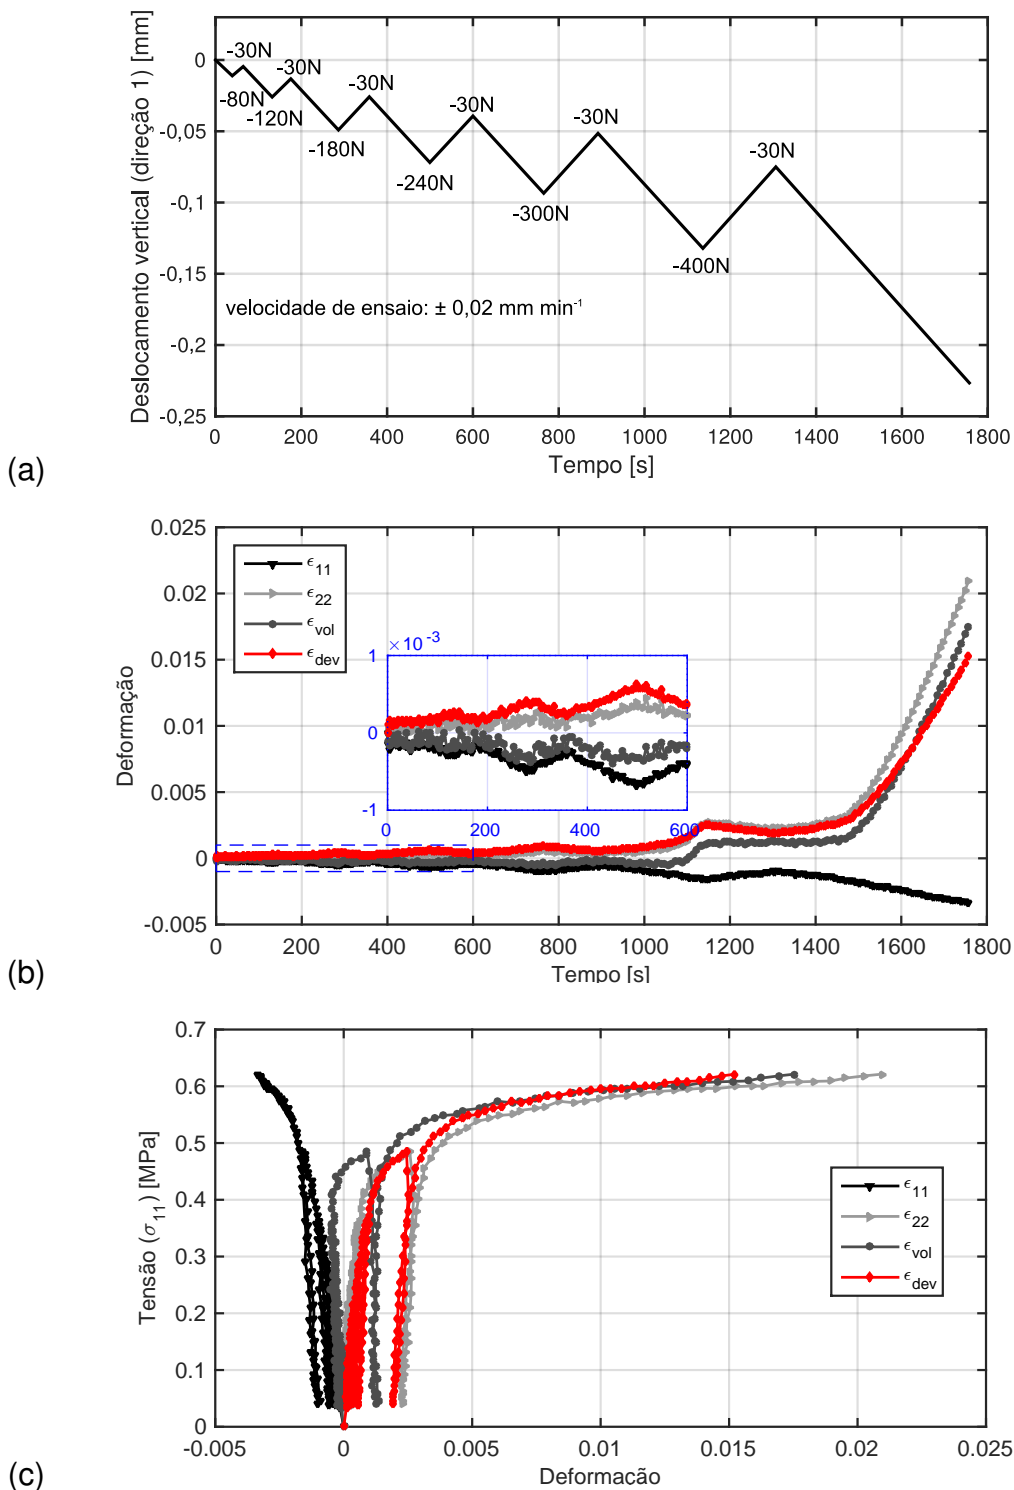 0
-0,05
-0,1
-0,15
-0,2
-0,25
Deslocamento vertical (direção 1) [mm]
-30N
-30N
-30N
-30N
-30N
-30N
-80N
-120N
-180N
-240N
-300N
-400N
velocidade de ensaio: ± 0,02 mm min⁻¹
0 200 400 600 800 1000 1200 1400 1600 1800
Tempo [s]
(a)
0.025
0.02
0.015
0.01
0.005
0
-0.005
Deformação
ϵ11
ϵ22
ϵvol
ϵdev
1 × 10 -3
0
-1
0 200 400 600
0 200 400 600 800 1000 1200 1400 1600 1800
Tempo [s]
(b)
0.7
0.6
0.5
0.4
0.3
0.2
0.1
0
Tensão (σ11) [MPa]
ϵ11
ϵ22
ϵvol
ϵdev
-0.005 0 0.005 0.01 0.015 0.02 0.025
Deformação
(c)